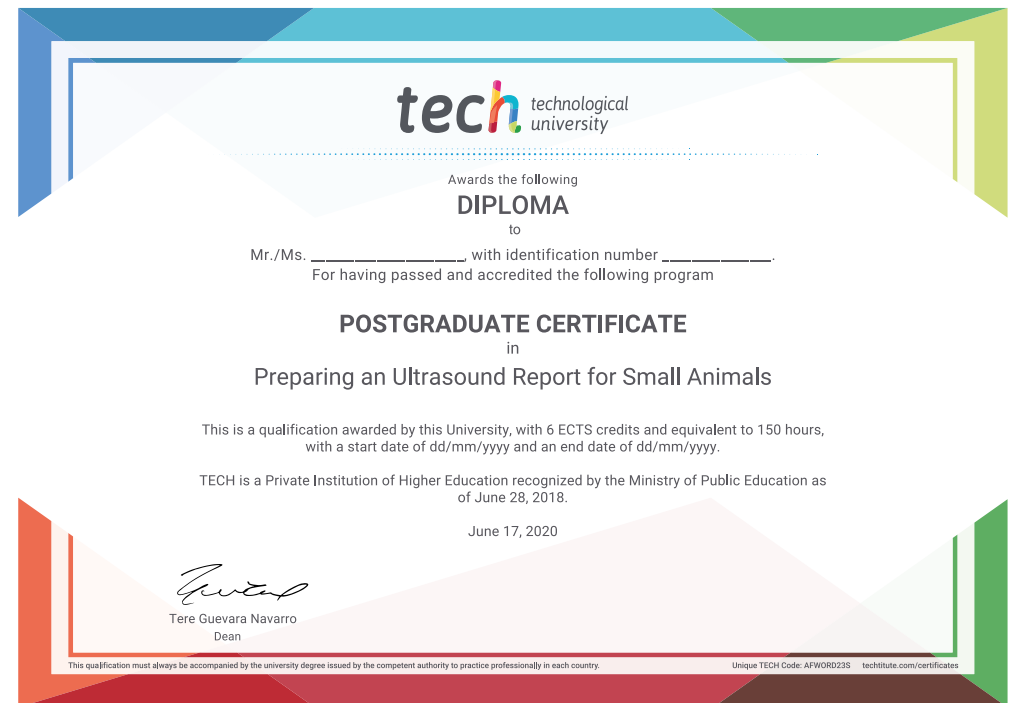 tech technological
university
Awards the following
DIPLOMA
to
Mr./Ms. __________________, with identification number _____________.
For having passed and accredited the following program
POSTGRADUATE CERTIFICATE
in
Preparing an Ultrasound Report for Small Animals
This is a qualification awarded by this University, with 6 ECTS credits and equivalent to 150 hours,
with a start date of dd/mm/yyyy and an end date of dd/mm/yyyy.
TECH is a Private Institution of Higher Education recognized by the Ministry of Public Education as
of June 28, 2018.
June 17, 2020
Tere Guevara Navarro
Dean
This qualification must always be accompanied by the university degree issued by the competent authority to practice professionally in each country. Unique TECH Code: AFWORD23S techtitute.com/certificates